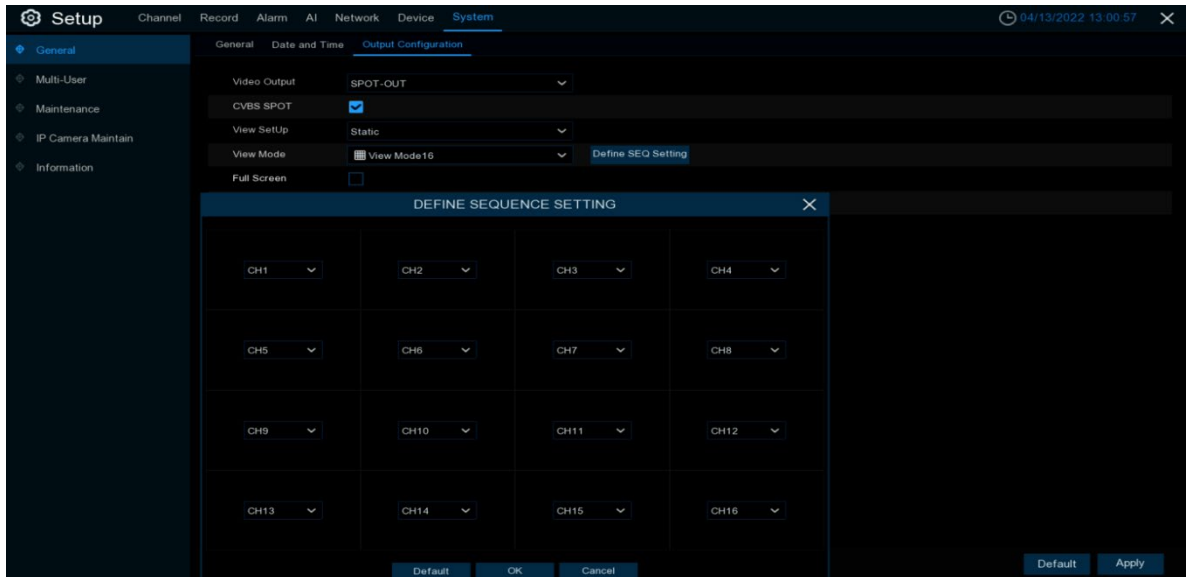 Setup Channel Record Alarm AI Network Device System 04/13/2022 13:00:57
General General Date and Time Output Configuration
Multi-User Video Output SPOT-OUT
Maintenance CVBS SPOT
IP Camera Maintain View SetUp Static
View Mode View Mode16 Define SEQ Setting
Information
Full Screen
DEFINE SEQUENCE SETTING
CH1 CH2 CH3 CH4
CH5 CH6 CH7 CH8
CH9 CH10 CH11 CH12
CH13 CH14 CH15 CH16
Default OK Cancel
Default Apply